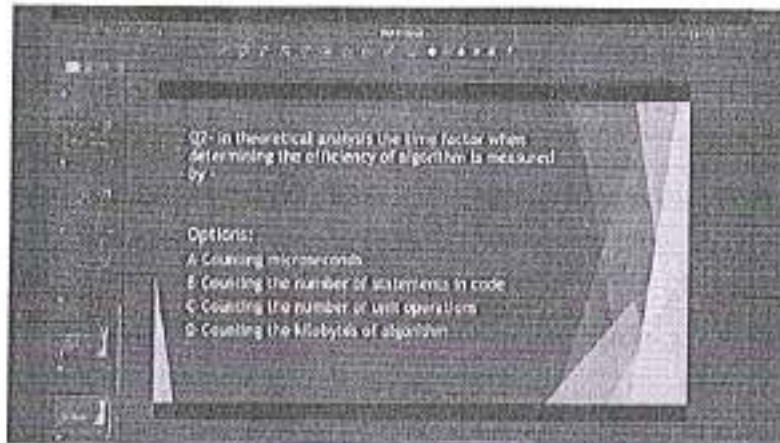 Q2- In theoretical analysis the time factor when
determining the efficiency of algorithm is measured
by -
Options:
A Counting microseconds
B Counting the number of statements in code
C Counting the number of unit operations
D Counting the kilobytes of algorithm